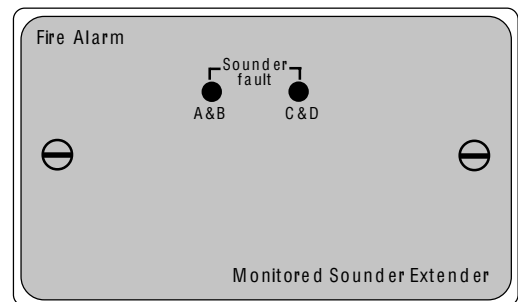 Fire Alarm
Sounder
fault
A&B C&D
Monitored Sounder Extender